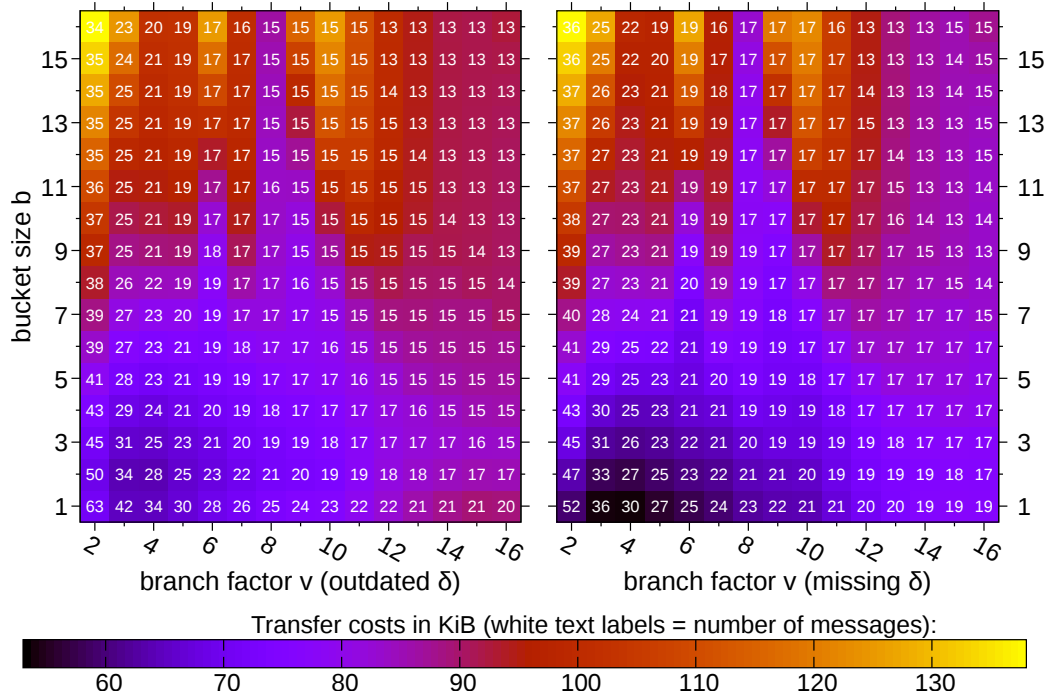 34 23 20 19 17 16 15 15 15 15 13 13 13 13 13 36 25 22 19 19 16 17 17 17 16 13 13 13 15 15
15 35 24 21 19 17 17 15 15 15 15 13 13 13 13 13 36 25 22 20 19 17 17 17 17 17 13 13 13 14 15 15
35 25 21 19 17 17 15 15 15 15 14 13 13 13 13 37 26 23 21 19 18 17 17 17 17 14 13 13 14 15
13 35 25 21 19 17 17 15 15 15 15 15 13 13 13 13 37 26 23 21 19 19 17 17 17 17 15 13 13 13 15 13
35 25 21 19 17 17 15 15 15 15 15 14 13 13 13 37 27 23 21 19 19 17 17 17 17 17 14 13 13 15
11 36 25 21 19 17 17 16 15 15 15 15 15 13 13 13 37 27 23 21 19 19 17 17 17 17 17 15 13 13 14 11
37 25 21 19 17 17 17 15 15 15 15 15 14 13 13 38 27 23 21 19 19 17 17 17 17 17 16 13 14 14
9 37 25 21 19 18 17 17 15 15 15 15 15 15 14 13 39 27 23 21 19 19 17 17 17 17 17 17 15 13 13 9
38 26 22 19 19 17 17 16 15 15 15 15 15 15 14 39 27 23 21 20 19 19 17 17 17 17 17 17 15 14
7 39 27 23 20 19 17 17 17 15 15 15 15 15 15 15 40 28 24 21 21 19 19 18 17 17 17 17 17 17 15 7
39 27 23 21 19 18 17 17 16 15 15 15 15 15 15 41 29 25 22 21 19 19 19 17 17 17 17 17 17 17
5 41 28 23 21 19 19 17 17 17 16 15 15 15 15 15 41 29 25 23 21 20 19 19 18 17 17 17 17 17 17 5
43 29 24 21 20 19 18 17 17 17 17 16 15 15 15 43 30 25 23 21 21 19 19 19 18 17 17 17 17 17
3 45 31 25 23 21 20 19 19 18 17 17 17 17 16 15 45 31 26 23 22 21 20 19 19 19 19 18 17 17 17 3
50 34 28 25 23 22 21 20 19 19 18 18 17 17 17 47 33 27 25 23 22 21 21 20 19 19 19 19 18 17
1 63 42 34 30 28 26 25 24 23 22 22 21 21 21 20 52 36 30 27 25 24 23 22 21 21 20 20 19 19 19 1
bucket size b
2 4 6 8 10 12 14 16 2 4 6 8 10 12 14 16
branch factor v (outdated δ) branch factor v (missing δ)
Transfer costs in KiB (white text labels = number of messages):
60 70 80 90 100 110 120 130